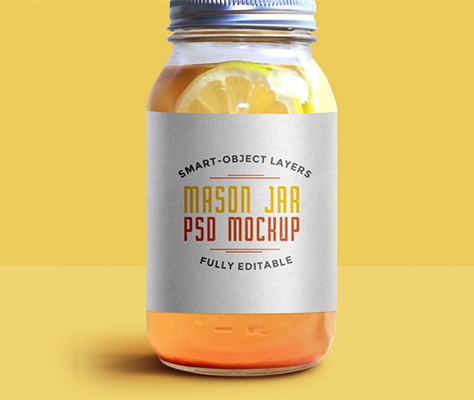 SMART-OBJECT LAYERS
MASON JAR
PSD MOCKUP
FULLY EDITABLE